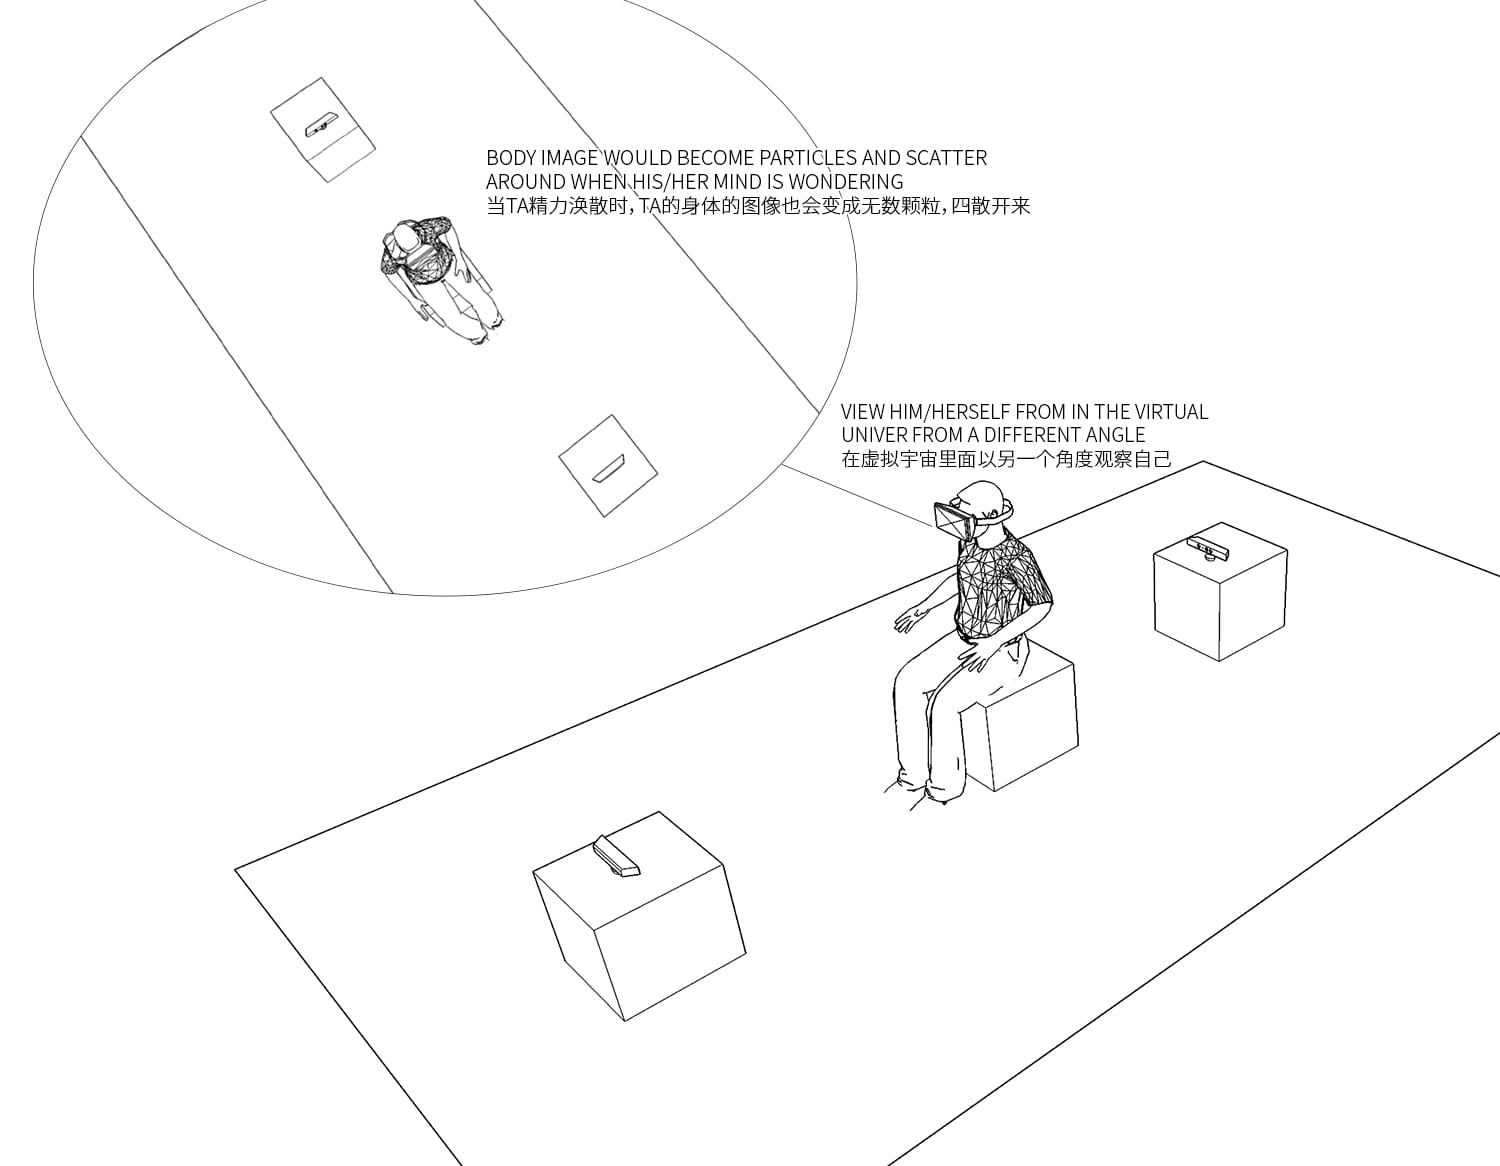 BODY IMAGE WOULD BECOME PARTICLES AND SCATTER
AROUND WHEN HIS/HER MIND IS WONDERING
当TA精力涣散时，TA的身体的图像也会变成无数颗粒，四散开来
VIEW HIM/HERSELF FROM IN THE VIRTUAL
UNIVER FROM A DIFFERENT ANGLE
在虚拟宇宙里面以另一个角度观察自己